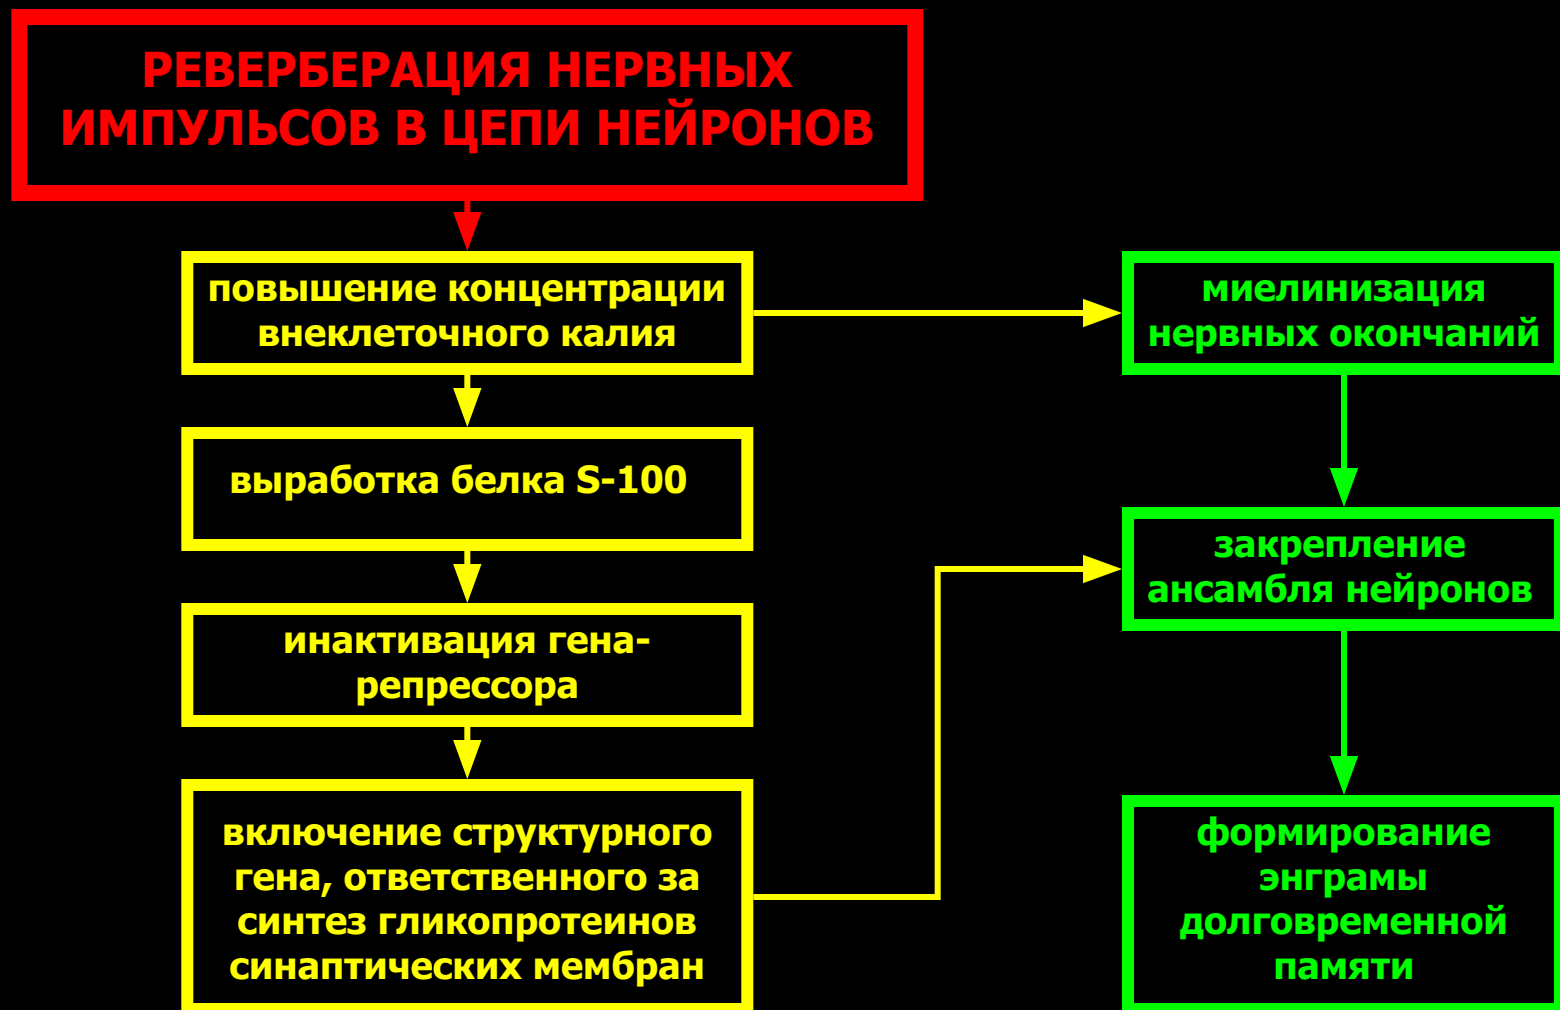 РЕВЕРБЕРАЦИЯ НЕРВНЫХ
ИМПУЛЬСОВ В ЦЕПИ НЕЙРОНОВ
повышение концентрации
внеклеточного калия
миелинизация
нервных окончаний
выработка белка S-100
закрепление
ансамбля нейронов
инактивация гена-
репрессора
включение структурного
гена, ответственного за
синтез гликопротеинов
синаптических мембран
формирование
энграмы
долговременной
памяти